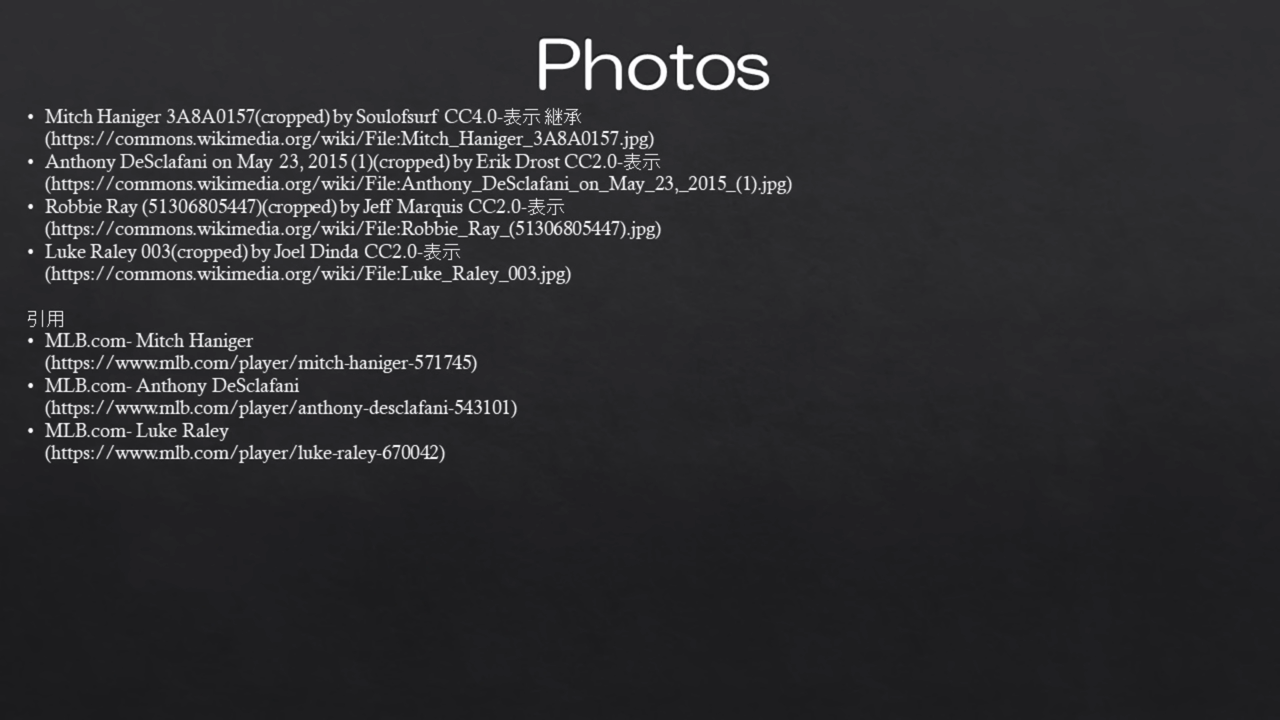 Photos
• Mitch Haniger 3A8A0157(cropped) by Soulofsurf CC4.0-表示 継承
(https://commons.wikimedia.org/wiki/File:Mitch_Haniger_3A8A0157.jpg)
• Anthony DeSclafani on May 23, 2015 (1)(cropped) by Erik Drost CC2.0-表示
(https://commons.wikimedia.org/wiki/File:Anthony_DeSclafani_on_May_23,_2015_(1).jpg)
• Robbie Ray (51306805447)(cropped) by Jeff Marquis CC2.0-表示
(https://commons.wikimedia.org/wiki/File:Robbie_Ray_(51306805447).jpg)
• Luke Raley 003(cropped) by Joel Dinda CC2.0-表示
(https://commons.wikimedia.org/wiki/File:Luke_Raley_003.jpg)
引用
• MLB.com- Mitch Haniger
(https://www.mlb.com/player/mitch-haniger-571745)
• MLB.com- Anthony DeSclafani
(https://www.mlb.com/player/anthony-desclafani-543101)
• MLB.com- Luke Raley
(https://www.mlb.com/player/luke-raley-670042)